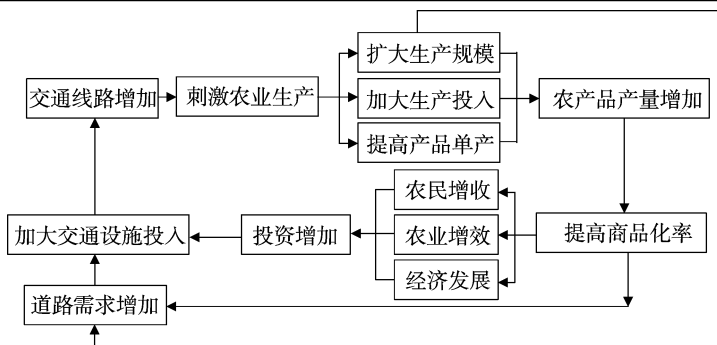 扩大生产规模
交通线路增加
刺激农业生产
加大生产投入
农产品产量增加
提高产品单产
农民增收
加大交通设施投入
投资增加
农业增效
提高商品化率
经济发展
道路需求增加